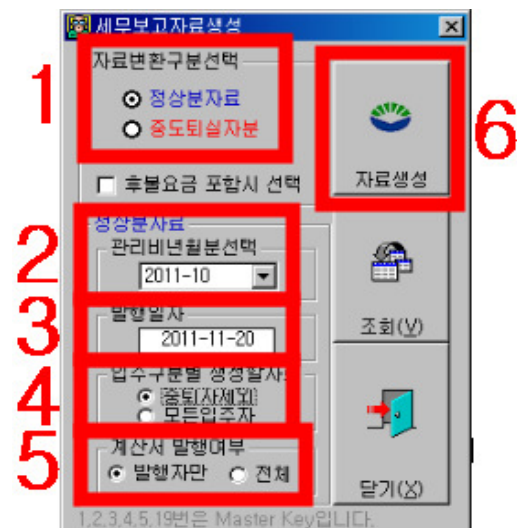 세무보고자료생성
1
자료변환구분선택
정상분자료
중도퇴실자분
6
자료생성
후불요금 포함시 선택
정상분자료
2
관리비년월분선택
2011-10
3
발행일자
2011-11-20
조회(V)
4
입주구분별 생성할자료
중도퇴자제외
모든입주자
5
계산서 발행여부
발행자만 전체
닫기(X)
1,2,3,4,5,19번은 Master Key입니다.